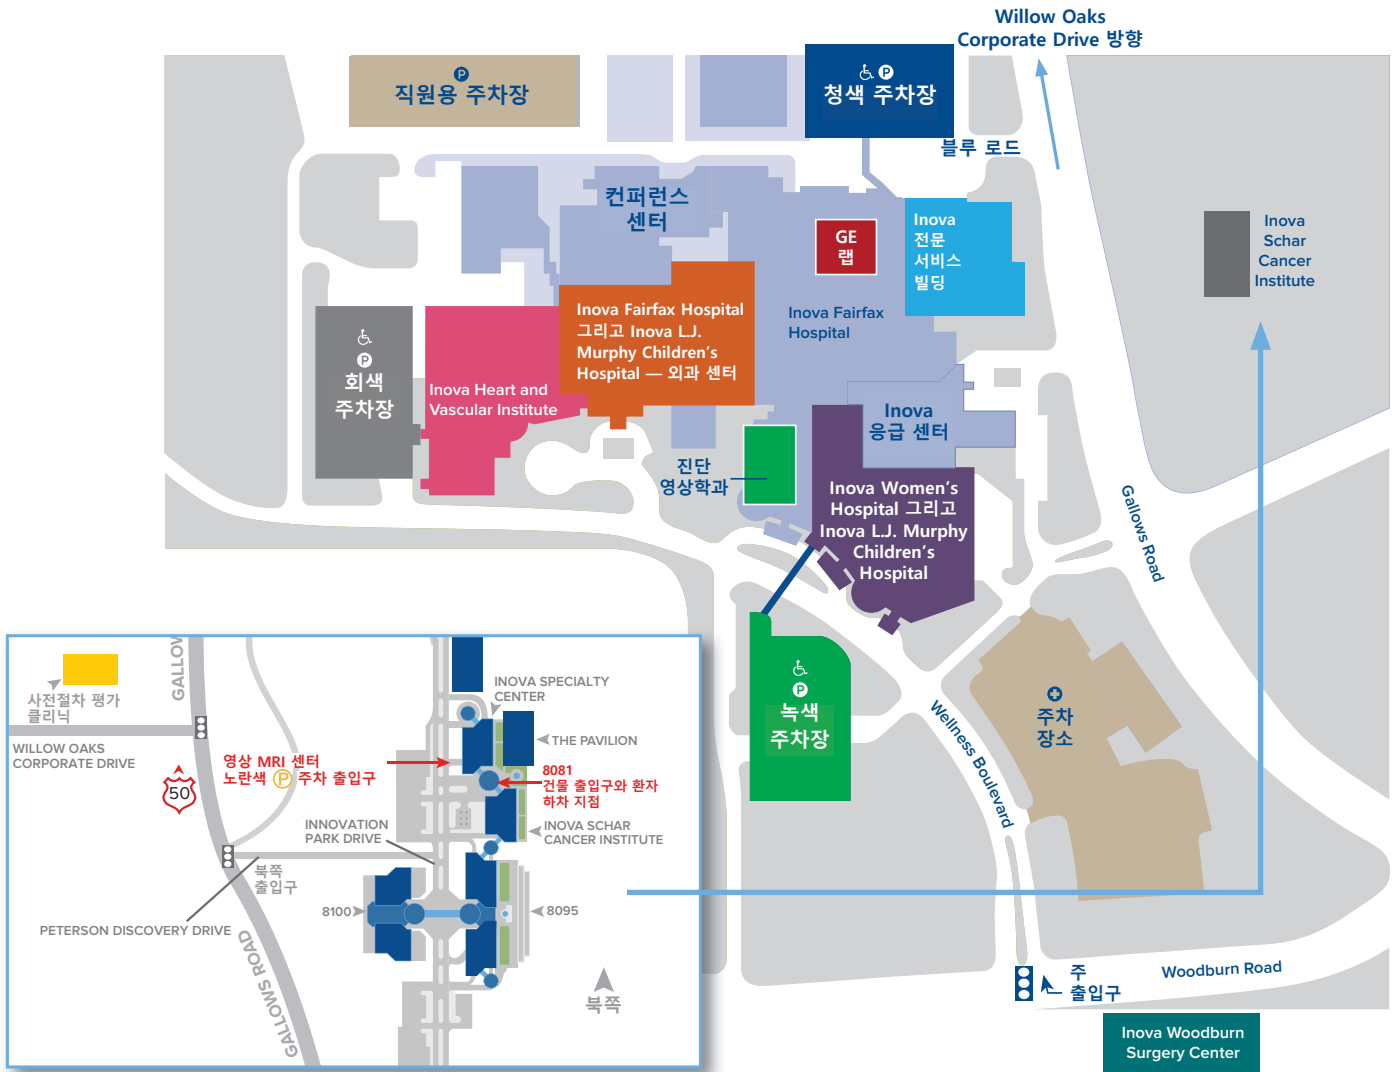 Willow Oaks
Corporate Drive 방향
P
직원용 주차장
P
청색 주차장
블루 로드
컨퍼런스
센터
GE
랩
Inova
전문
서비스
빌딩
Inova
Schar
Cancer
Institute
Inova Fairfax Hospital
그리고 Inova L.J.
Murphy Children's
Hospital — 외과 센터
Inova Fairfax
Hospital
P
회색
주차장
Inova Heart and
Vascular Institute
Inova
응급 센터
진단
영상학과
Inova Women's
Hospital 그리고
Inova L.J. Murphy
Children's
Hospital
Gallows Road
P
녹색
주차장
주차
장소
Wellness Boulevard
주
출입구
Woodburn Road
Inova Woodburn
Surgery Center
GALLOW
사전절차 평가
클리닉
WILLOW OAKS
CORPORATE DRIVE
50
INOVA SPECIALTY
CENTER
THE PAVILION
영상 MRI 센터
노란색 P 주차 출입구
8081
건물 출입구와 환자
하차 지점
INNOVATION
PARK DRIVE
INOVA SCHAR
CANCER INSTITUTE
북쪽
출입구
8100
8095
PETERSON DISCOVERY DRIVE
GALLOWS ROAD
북쪽